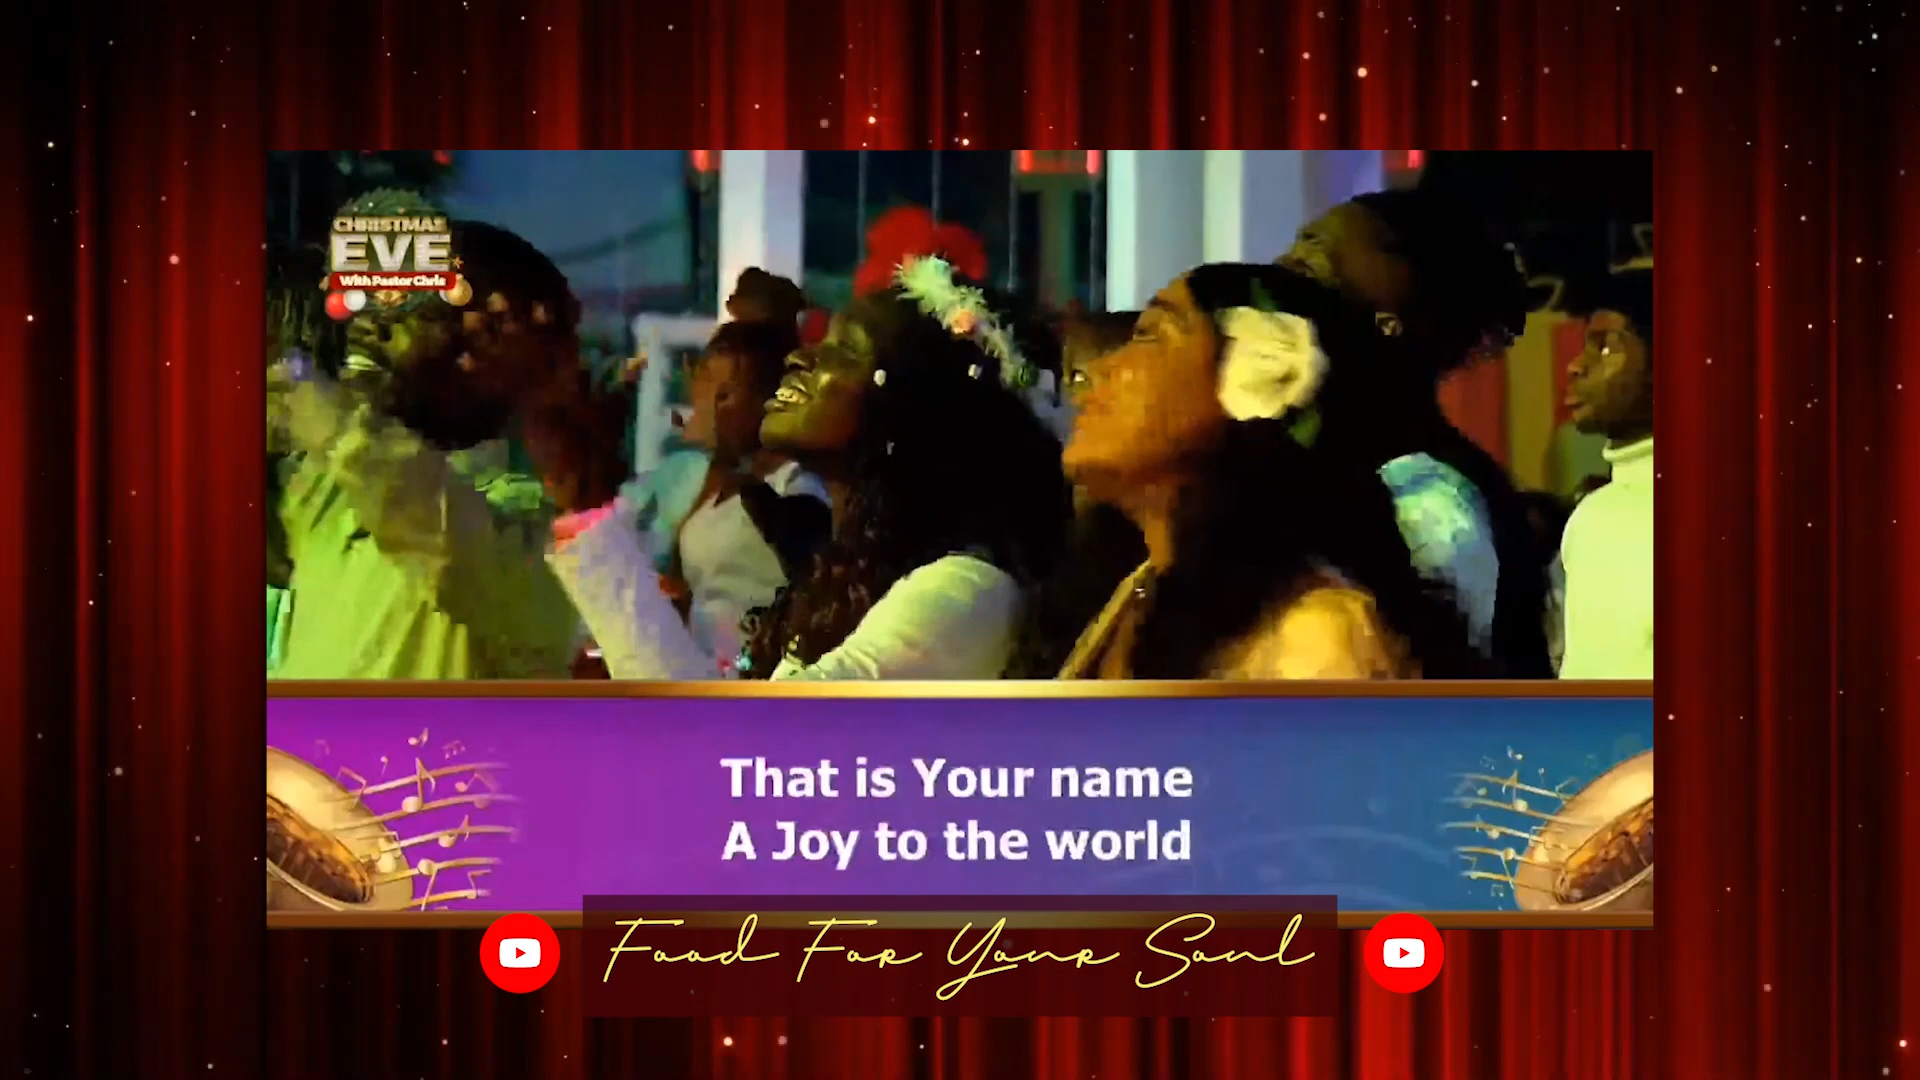 CHRISTMAS
EVE
With Pastor Chris
That is Your name
A Joy to the world
Food For Your Soul